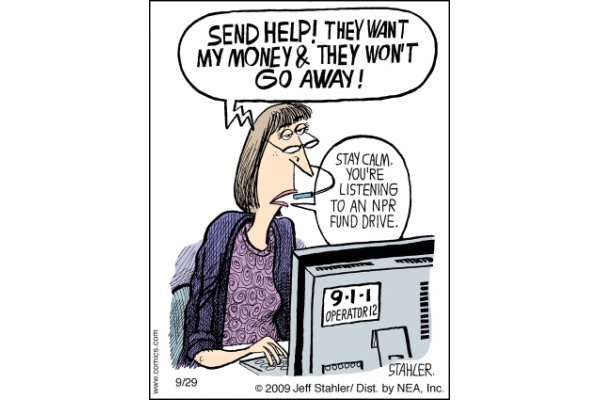 SEND HELP! THEY WANT
MY MONEY & THEY WON'T
GO AWAY!
STAY CALM.
YOU'RE
LISTENING
TO AN NPR
FUND DRIVE.
9-1-1
OPERATOR 12
STAHLER.
www.comics.com
9/29
© 2009 Jeff Stahler/ Dist. by NEA, Inc.